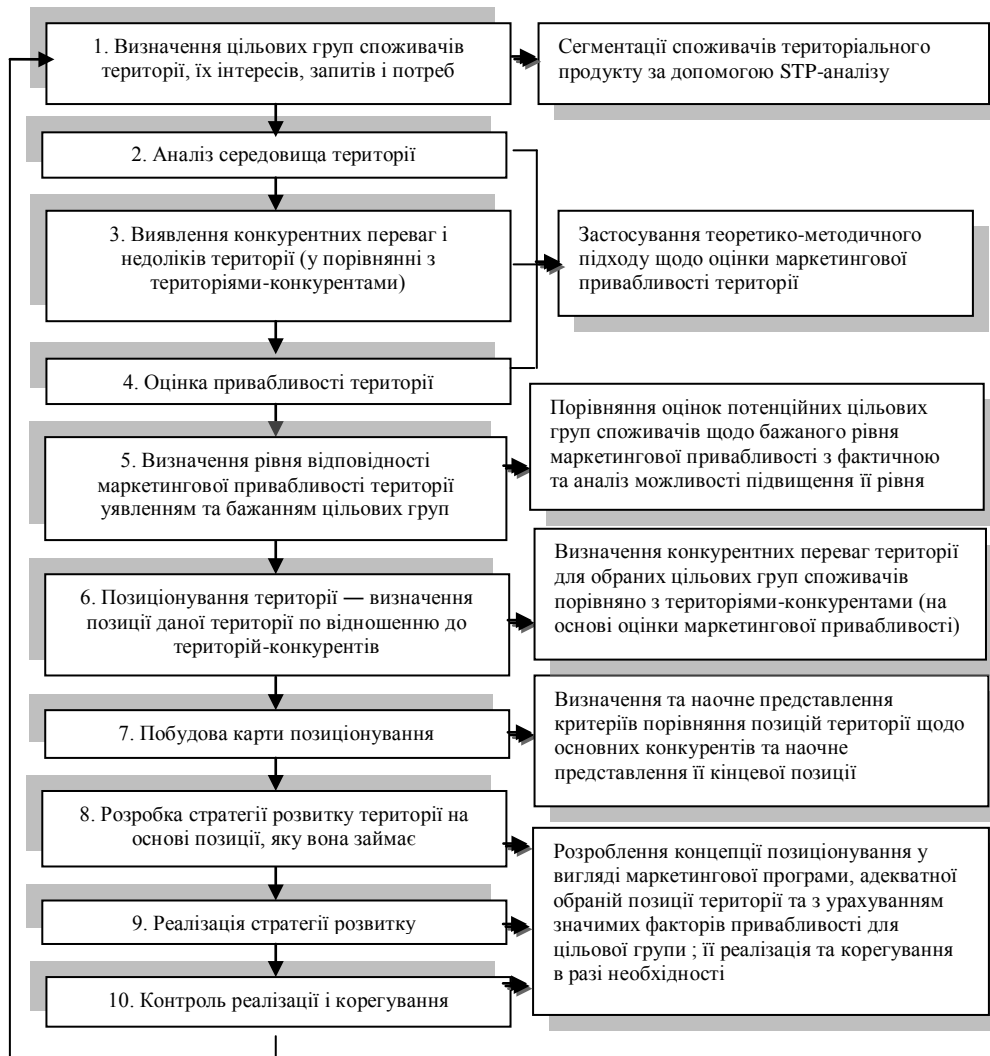 1. Визначення цільових груп споживачів
території, їх інтересів, запитів і потреб
Сегментації споживачів територіального
продукту за допомогою STP-аналізу
2. Аналіз середовища території
3. Виявлення конкурентних переваг і
недоліків території (у порівнянні з
територіями-конкурентами)
Застосування теоретико-методичного
підходу щодо оцінки маркетингової
привабливості території
4. Оцінка привабливості території
5. Визначення рівня відповідності
маркетингової привабливості території
уявленням та бажанням цільових груп
Порівняння оцінок потенційних цільових
груп споживачів щодо бажаного рівня
маркетингової привабливості з фактичною
та аналіз можливості підвищення її рівня
6. Позиціонування території — визначення
позиції даної території по відношенню до
територій-конкурентів
Визначення конкурентних переваг території
для обраних цільових груп споживачів
порівняно з територіями-конкурентами (на
основі оцінки маркетингової привабливості)
7. Побудова карти позиціонування
Визначення та наочне представлення
критеріїв порівняння позицій території щодо
основних конкурентів та наочне
представлення її кінцевої позиції
8. Розробка стратегії розвитку території на
основі позиції, яку вона займає
9. Реалізація стратегії розвитку
10. Контроль реалізації і корегування
Розроблення концепції позиціонування у
вигляді маркетингової програми, адекватної
обраній позиції території та з урахуванням
значимих факторів привабливості для
цільової групи ; її реалізація та корегування
в разі необхідності